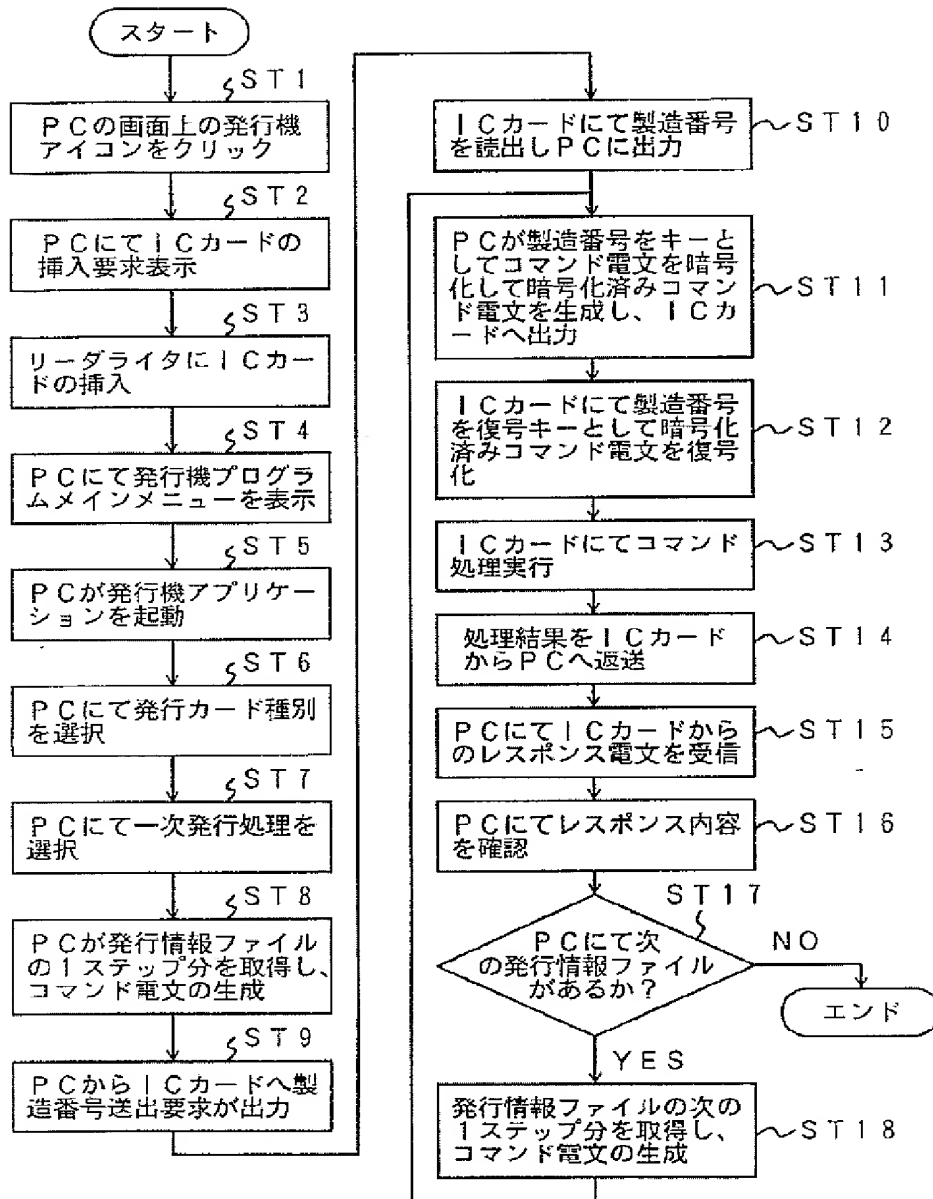 スタート
ST1
PCの画面上の発行機
アイコンをクリック
ST2
PCにてICカードの
挿入要求表示
ST3
リーダライタにICカー
ドの挿入
ST4
PCにて発行機プログラ
ムメインメニューを表示
ST5
PCが発行機アプリケー
ションを起動
ST6
PCにて発行カード種別
を選択
ST7
PCにて一次発行処理を
選択
ST8
PCが発行情報ファイル
の1ステップ分を取得し、
コマンド電文の生成
ST9
PCからICカードへ製
造番号送出要求が出力
ICカードにて製造番号
を読出しPCに出力
ST10
PCが製造番号をキーと
してコマンド電文を暗号
化して暗号化済みコマン
ド電文を生成し、ICカ
ードへ出力
ST11
ICカードにて製造番号
を復号キーとして暗号化
済みコマンド電文を復号
化
ST12
ICカードにてコマンド
処理実行
ST13
処理結果をICカード
からPCへ返送
ST14
PCにてICカードから
のレスポンス電文を受信
ST15
PCにてレスポンス内容
を確認
ST16
ST17
PCにて次
の発行情報ファイル
があるか?
NO
エンド
YES
発行情報ファイルの次の
1ステップ分を取得し、
コマンド電文の生成
ST18